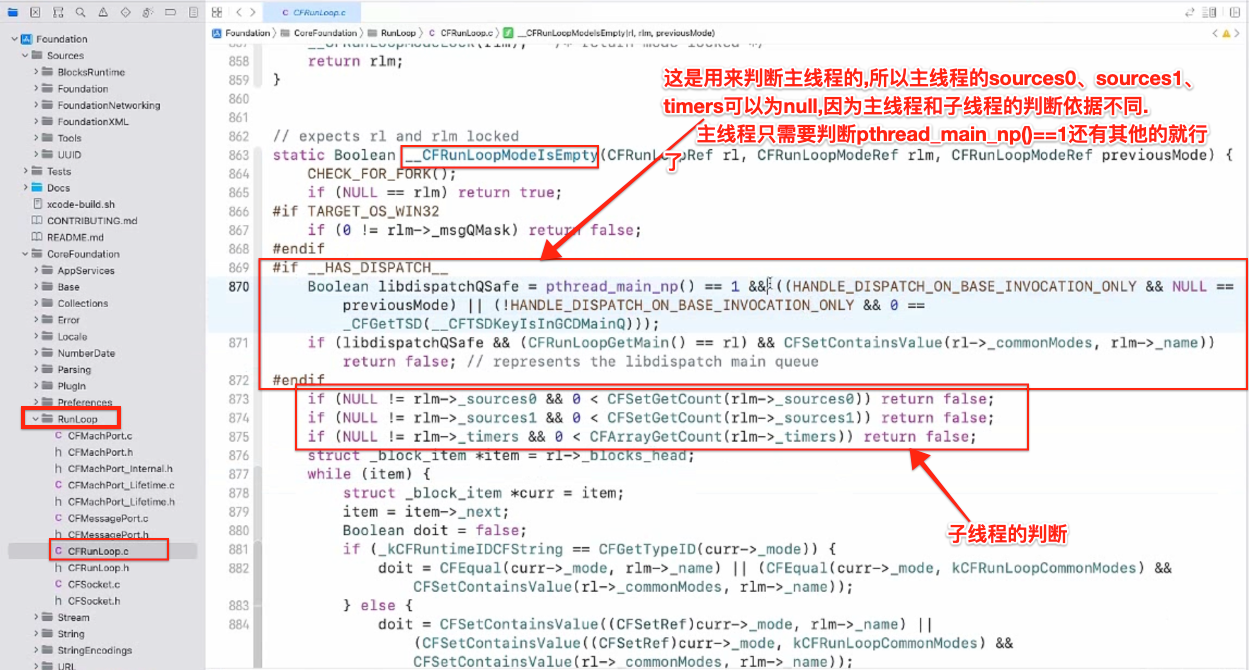 CFRunLoop.c
Foundation 〉 CoreFoundation 〉 RunLoop 〉 C CFRunLoop.c 〉 __CFRunLoopModeIsEmpty(rl, rlm, previousMode)
Foundation
Sources
BlocksRuntime
Foundation
FoundationNetworking
FoundationXML
Tools
UUID
Tests
Docs
xcode-build.sh
CONTRIBUTING.md
README.md
CoreFoundation
AppServices
Base
Collections
Error
Locale
NumberDate
Parsing
PlugIn
Preferences
RunLoop
C CFMachPort.c
h CFMachPort.h
h CFMachPort_Internal.h
C CFMachPort_Lifetime.c
h CFMachPort_Lifetime.h
C CFMessagePort.c
h CFMessagePort.h
C CFRunLoop.c
h CFRunLoop.h
C CFSocket.c
h CFSocket.h
Stream
String
StringEncodings
URL
857 __CFRunLoopModeLock(rlm); /* return mode locked */
858 return rlm;
859 }
860
861
862 // expects rl and rlm locked
863 static Boolean __CFRunLoopModeIsEmpty(CFRunLoopRef rl, CFRunLoopModeRef rlm, CFRunLoopModeRef previousMode) {
864 CHECK_FOR_FORK();
865 if (NULL == rlm) return true;
866 #if TARGET_OS_WIN32
867 if (0 != rlm->_msgQMask) return false;
868 #endif
869 #if __HAS_DISPATCH__
870 Boolean libdispatchQSafe = pthread_main_np() == 1 && ((HANDLE_DISPATCH_ON_BASE_INVOCATION_ONLY && NULL ==
previousMode) || (!HANDLE_DISPATCH_ON_BASE_INVOCATION_ONLY && 0 ==
_CFGetTSD(__CFTSDKeyIsInGCDMainQ)));
871 if (libdispatchQSafe && (CFRunLoopGetMain() == rl) && CFSetContainsValue(rl->_commonModes, rlm->_name))
return false; // represents the libdispatch main queue
872 #endif
873 if (NULL != rlm->_sources0 && 0 < CFSetGetCount(rlm->_sources0)) return false;
874 if (NULL != rlm->_sources1 && 0 < CFSetGetCount(rlm->_sources1)) return false;
875 if (NULL != rlm->_timers && 0 < CFArrayGetCount(rlm->_timers)) return false;
876 struct _block_item *item = rl->_blocks_head;
877 while (item) {
878 struct _block_item *curr = item;
879 item = item->_next;
880 Boolean doit = false;
881 if (_kCFRuntimeIDCFString == CFGetTypeID(curr->_mode)) {
882 doit = CFEqual(curr->_mode, rlm->_name) || (CFEqual(curr->_mode, kCFRunLoopCommonModes) &&
CFSetContainsValue(rl->_commonModes, rlm->_name));
883 } else {
884 doit = CFSetContainsValue((CFSetRef)curr->_mode, rlm->_name) ||
(CFSetContainsValue((CFSetRef)curr->_mode, kCFRunLoopCommonModes) &&
CFSetContainsValue(rl->_commonModes, rlm->_name));
这是用来判断主线程的,所以主线程的sources0、sources1、
timers可以为null,因为主线程和子线程的判断依据不同.
主线程只需要判断pthread_main_np()==1还有其他的就行
了
子线程的判断